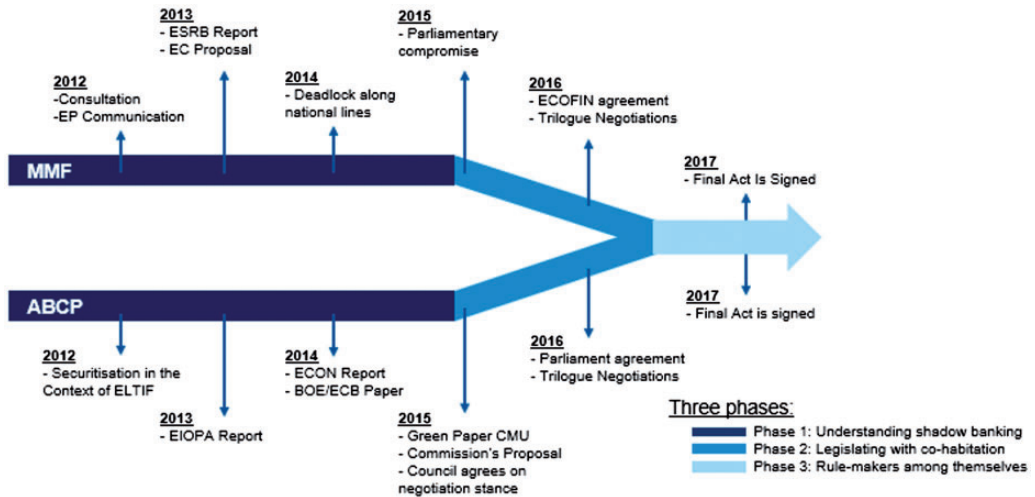 2013
- ESRB Report
- EC Proposal
2015
- Parliamentary
compromise
2012
-Consultation
-EP Communication
2014
- Deadlock along
national lines
2016
- ECOFIN agreement
- Trilogue Negotiations
MMF
2017
- Final Act Is Signed
ABCP
2017
- Final Act is signed
2012
- Securitisation in the
Context of ELTIF
2014
- ECON Report
- BOE/ECB Paper
2016
- Parliament agreement
- Trilogue Negotiations
2013
- EIOPA Report
2015
- Green Paper CMU
- Commission's Proposal
- Council agrees on
negotiation stance
Three phases:
Phase 1: Understanding shadow banking
Phase 2: Legislating with co-habitation
Phase 3: Rule-makers among themselves